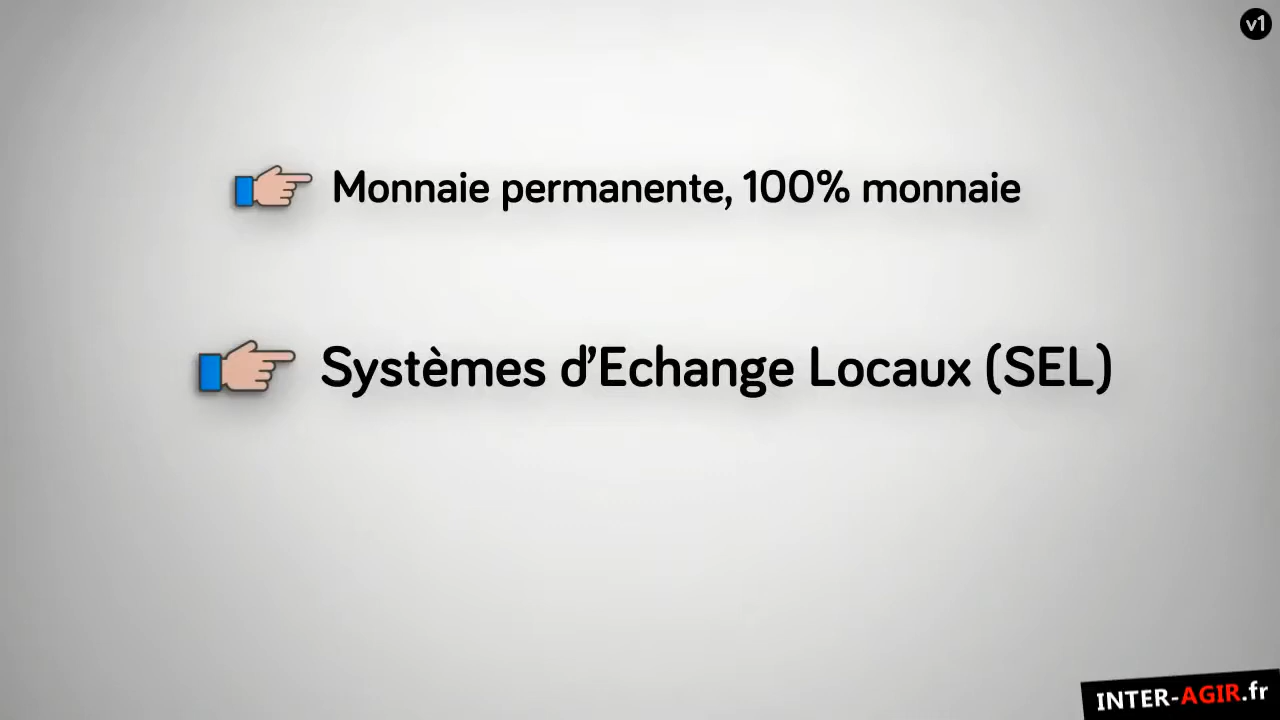 v1
Monnaie permanente, 100% monnaie
Systèmes d’Echange Locaux (SEL)
INTER-AGIR.fr